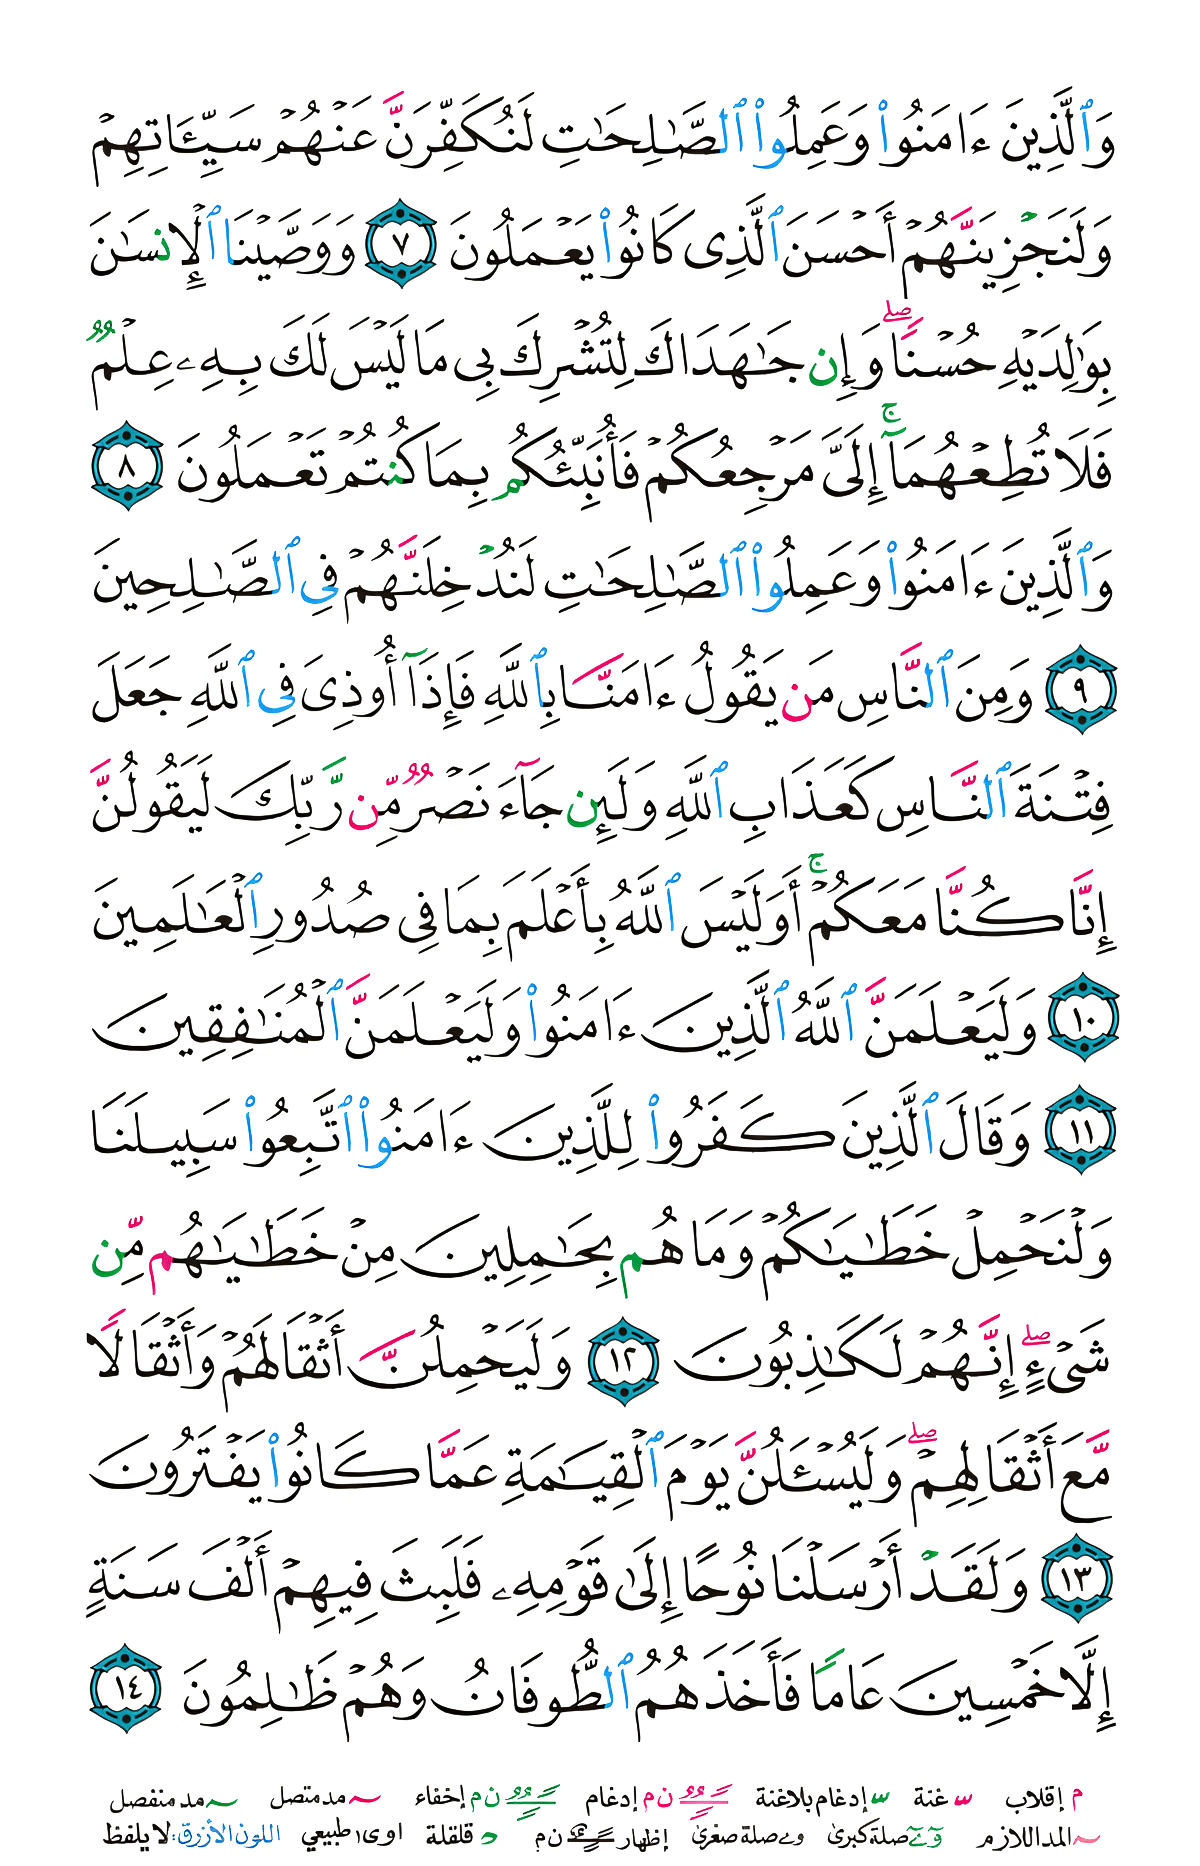 وَٱلَّذِينَ ءَامَنُوا۟ وَعَمِلُوا۟ ٱلصَّـٰلِحَـٰتِ لَنُكَفِّرَنَّ عَنْهُمْ سَيِّـَٔاتِهِمْ
وَلَنَجْزِيَنَّهُمْ أَحْسَنَ ٱلَّذِى كَانُوا۟ يَعْمَلُونَ ٧ وَوَصَّيْنَا ٱلْإِنسَـٰنَ
بِوَٰلِدَيْهِ حُسْنًا ۖ وَإِن جَـٰهَدَاكَ لِتُشْرِكَ بِى مَا لَيْسَ لَكَ بِهِۦ عِلْمٌ
فَلَا تُطِعْهُمَآ ۚ إِلَىَّ مَرْجِعُكُمْ فَأُنَبِّئُكُم بِمَا كُنتُمْ تَعْمَلُونَ ٨
وَٱلَّذِينَ ءَامَنُوا۟ وَعَمِلُوا۟ ٱلصَّـٰلِحَـٰتِ لَنُدْخِلَنَّهُمْ فِى ٱلصَّـٰلِحِينَ
٩ وَمِنَ ٱلنَّاسِ مَن يَقُولُ ءَامَنَّا بِٱللَّهِ فَإِذَآ أُوذِىَ فِى ٱللَّهِ جَعَلَ
فِتْنَةَ ٱلنَّاسِ كَعَذَابِ ٱللَّهِ وَلَئِن جَآءَ نَصْرٌ مِّن رَّبِّكَ لَيَقُولُنَّ
إِنَّا كُنَّا مَعَكُمْ ۚ أَوَلَيْسَ ٱللَّهُ بِأَعْلَمَ بِمَا فِى صُدُورِ ٱلْعَـٰلَمِينَ
١٠ وَلَيَعْلَمَنَّ ٱللَّهُ ٱلَّذِينَ ءَامَنُوا۟ وَلَيَعْلَمَنَّ ٱلْمُنَـٰفِقِينَ
١١ وَقَالَ ٱلَّذِينَ كَفَرُوا۟ لِلَّذِينَ ءَامَنُوا۟ ٱتَّبِعُوا۟ سَبِيلَنَا
وَلْنَحْمِلْ خَطَـٰيَـٰكُمْ وَمَا هُم بِحَـٰمِلِينَ مِنْ خَطَـٰيَـٰهُم مِّن
شَىْءٍ ۖ إِنَّهُمْ لَكَـٰذِبُونَ ١٢ وَلَيَحْمِلُنَّ أَثْقَالَهُمْ وَأَثْقَالًا
مَّعَ أَثْقَالِهِمْ ۖ وَلَيُسْـَٔلُنَّ يَوْمَ ٱلْقِيَـٰمَةِ عَمَّا كَانُوا۟ يَفْتَرُونَ
١٣ وَلَقَدْ أَرْسَلْنَا نُوحًا إِلَىٰ قَوْمِهِۦ فَلَبِثَ فِيهِمْ أَلْفَ سَنَةٍ
إِلَّا خَمْسِينَ عَامًا فَأَخَذَهُمُ ٱلطُّوفَانُ وَهُمْ ظَـٰلِمُونَ ١٤
م إقلاب غنة إدغام بلاغنة ن م إدغام ن م إخفاء مد متصل مد منفصل
المد اللازم صلة كبرى و ے صلة صغرى إظهار ن م قلقلة اوى طبيعي اللون الأزرق: لا يلفظ